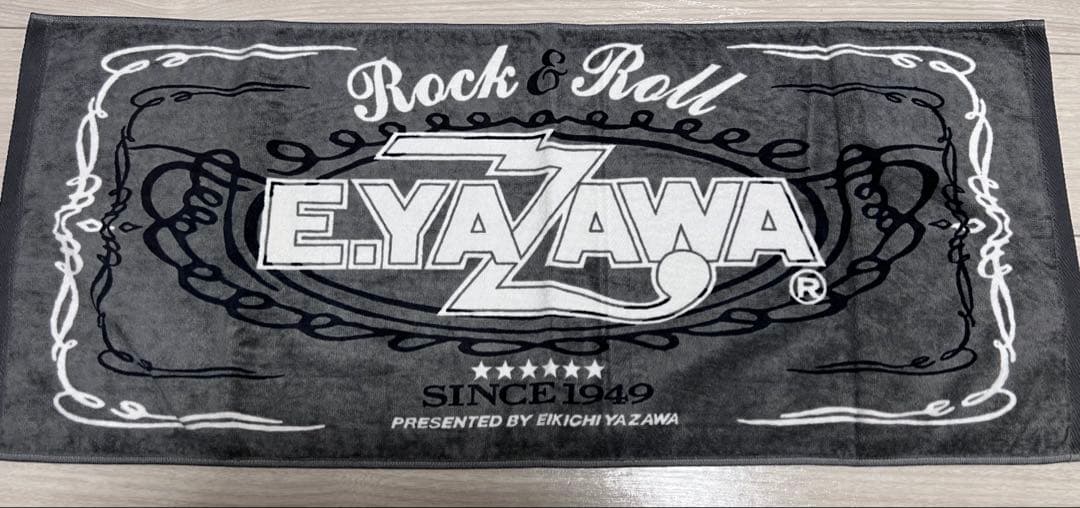 Rock & Roll
E.YAZAWA
®
★★★★★★
SINCE 1949
PRESENTED BY EIKICHI YAZAWA